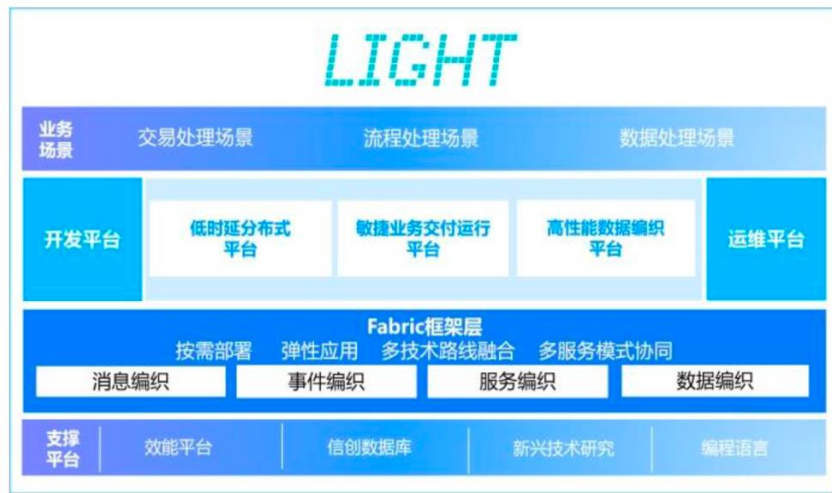 LIGHT
业务
场景
交易处理场景 流程处理场景 数据处理场景
开发平台
低时延分布式
平台
敏捷业务交付运行
平台
高性能数据编织
平台
运维平台
Fabric框架层
按需部署 弹性应用 多技术路线融合 多服务模式协同
消息编织 事件编织 服务编织 数据编织
支撑
平台
效能平台 信创数据库 新兴技术研究 编程语言